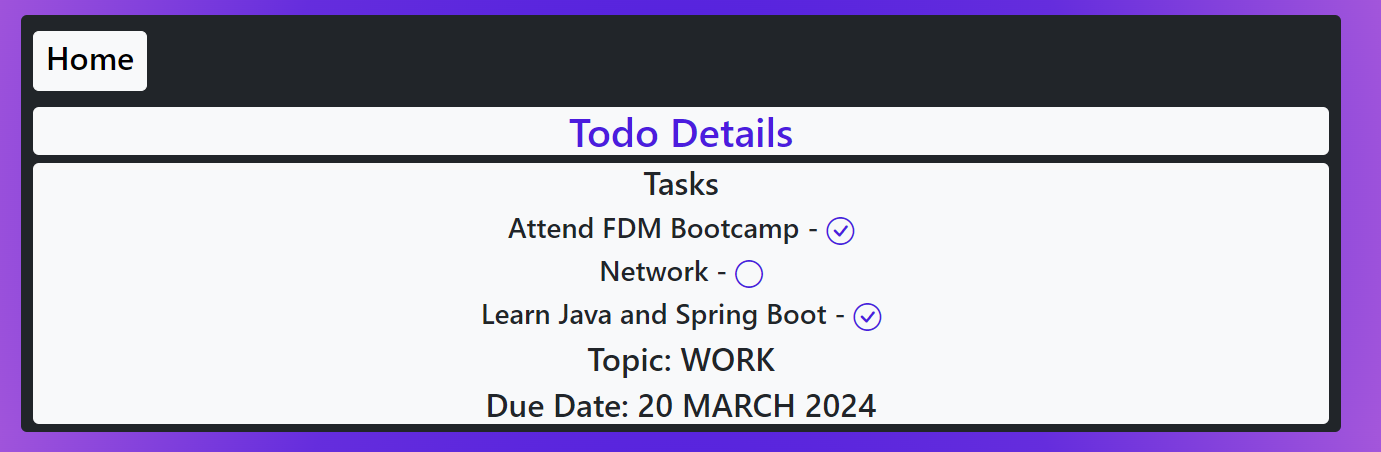 Home
Todo Details
Tasks
Attend FDM Bootcamp -
Network -
Learn Java and Spring Boot -
Topic: WORK
Due Date: 20 MARCH 2024